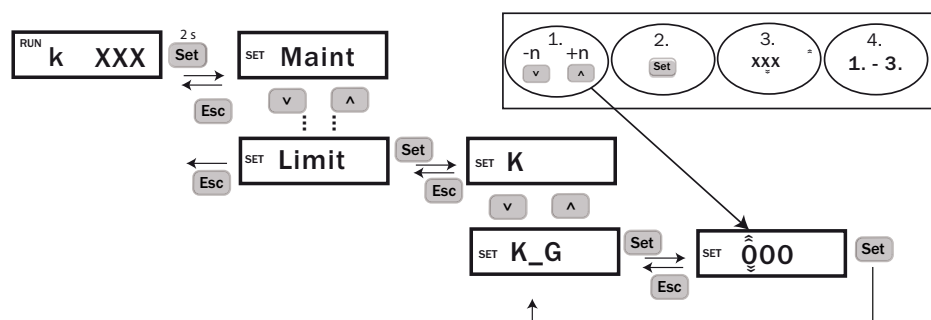 1. 2. 3. 4.
-n +n
˅ ˄ Set xxx 1. - 3.
2 s
RUN k XXX Set SET Maint
Esc ˅ ˄
SET Limit Set SET K
Esc Esc
˅ ˄
SET K_G Set SET 000 Set
Esc